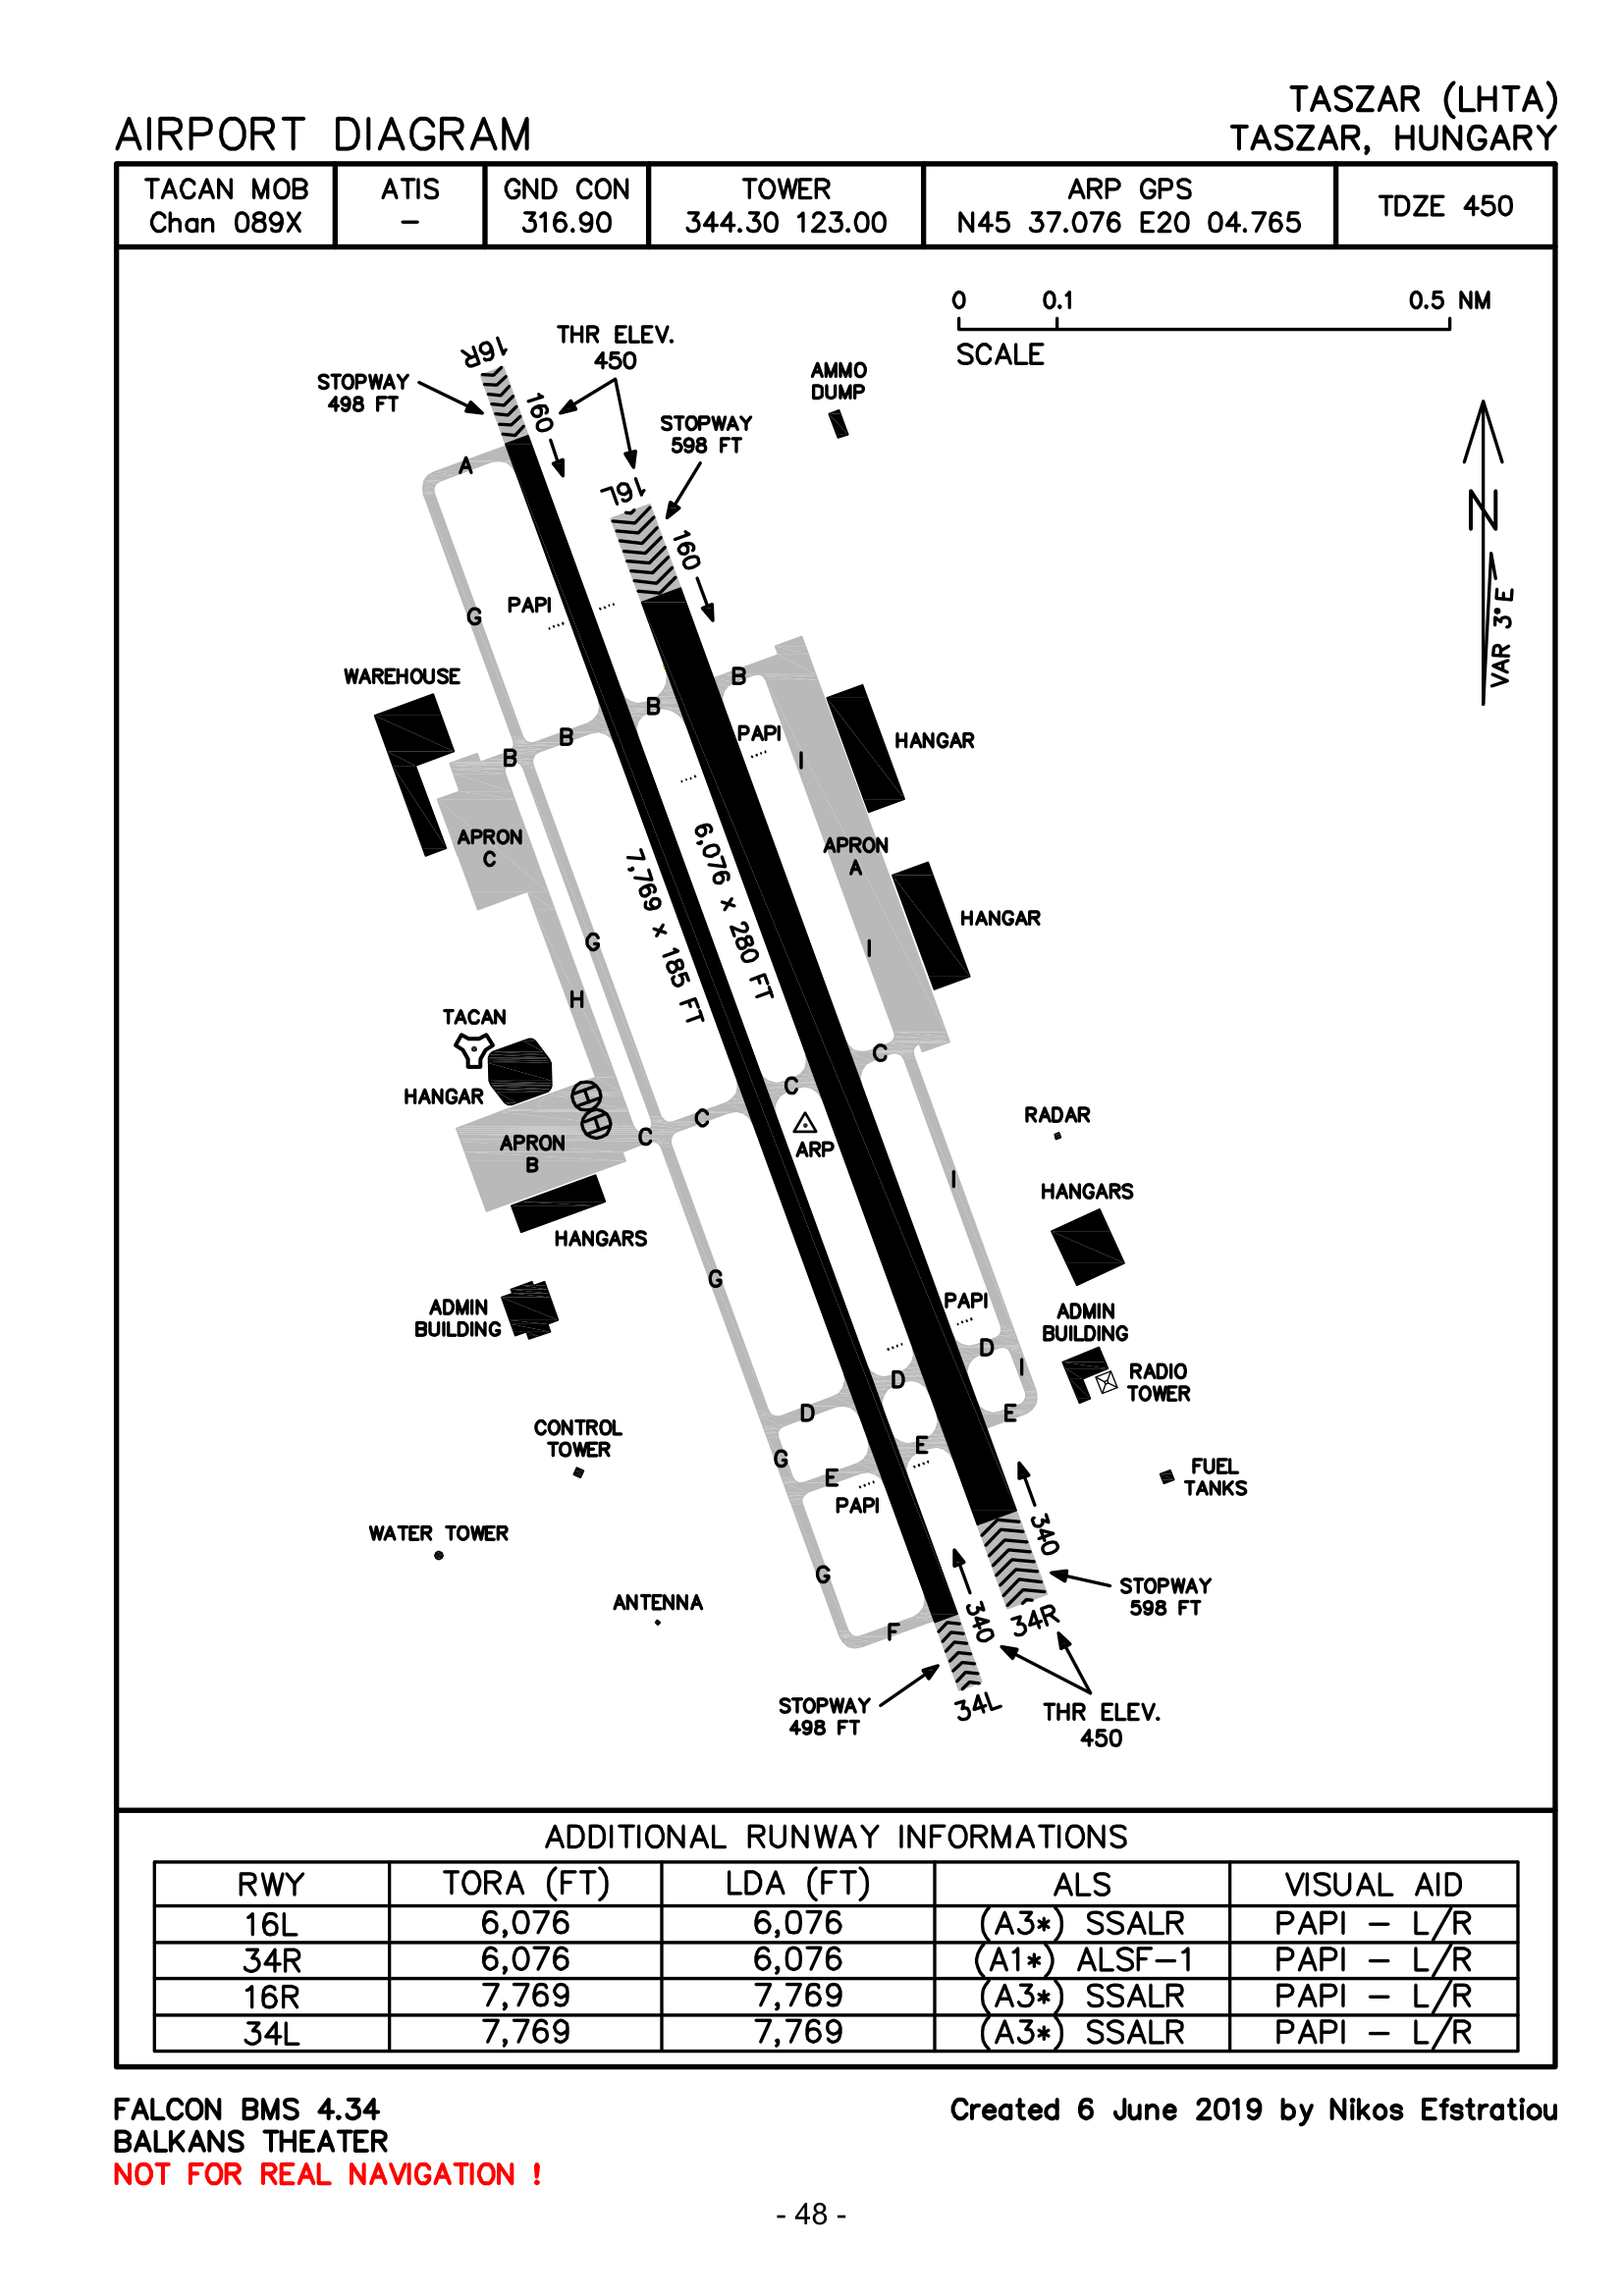 TASZAR (LHTA)
AIRPORT DIAGRAM
TASZAR, HUNGARY
TACAN MOB
Chan 089X
ATIS
-
GND CON
316.90
TOWER
344.30 123.00
ARP GPS
N45 37.076 E20 04.765
TDZE 450
0 0.1 0.5 NM
SCALE
N
VAR 3°E
16R
THR ELEV.
450
STOPWAY
498 FT
160
AMMO
DUMP
STOPWAY
598 FT
16L
160
A
G
PAPI
B
WAREHOUSE
B
B
B
PAPI
I
HANGAR
APRON
C
APRON
A
7,769 x 185 FT
6,076 x 280 FT
HANGAR
G
I
H
TACAN
HANGAR
C
C
C
C
H
H
ARP
RADAR
APRON
B
I
HANGARS
HANGARS
G
PAPI
ADMIN
BUILDING
ADMIN
BUILDING
D
D
D
I
RADIO
TOWER
E
E
E
CONTROL
TOWER
G
PAPI
FUEL
TANKS
WATER TOWER
340
G
STOPWAY
598 FT
ANTENNA
340
34R
F
STOPWAY
498 FT
34L
THR ELEV.
450
ADDITIONAL RUNWAY INFORMATIONS
RWY TORA (FT) LDA (FT) ALS VISUAL AID
16L 6,076 6,076 (A3*) SSALR PAPI - L/R
34R 6,076 6,076 (A1*) ALSF-1 PAPI - L/R
16R 7,769 7,769 (A3*) SSALR PAPI - L/R
34L 7,769 7,769 (A3*) SSALR PAPI - L/R
FALCON BMS 4.34
Created 6 June 2019 by Nikos Efstratiou
BALKANS THEATER
NOT FOR REAL NAVIGATION !
- 48 -